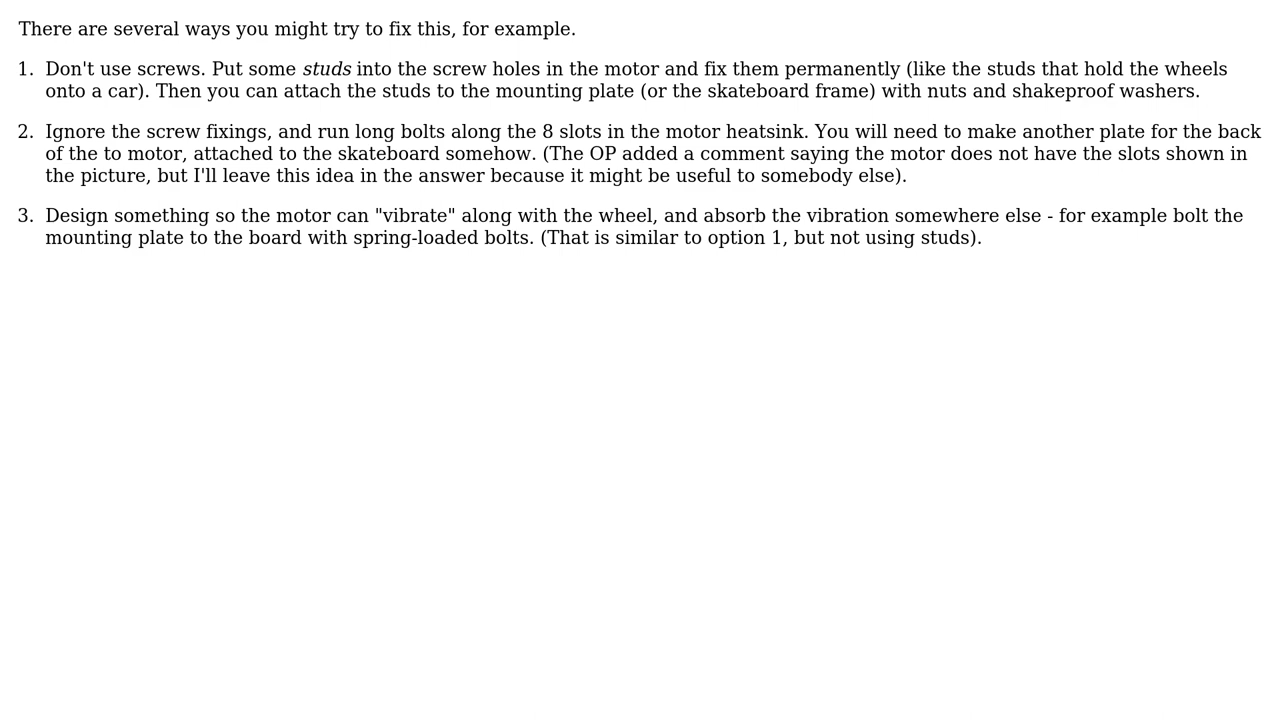 There are several ways you might try to fix this, for example.
1. Don't use screws. Put some studs into the screw holes in the motor and fix them permanently (like the studs that hold the wheels
onto a car). Then you can attach the studs to the mounting plate (or the skateboard frame) with nuts and shakeproof washers.
2. Ignore the screw fixings, and run long bolts along the 8 slots in the motor heatsink. You will need to make another plate for the back
of the to motor, attached to the skateboard somehow. (The OP added a comment saying the motor does not have the slots shown in
the picture, but I'll leave this idea in the answer because it might be useful to somebody else).
3. Design something so the motor can "vibrate" along with the wheel, and absorb the vibration somewhere else - for example bolt the
mounting plate to the board with spring-loaded bolts. (That is similar to option 1, but not using studs).